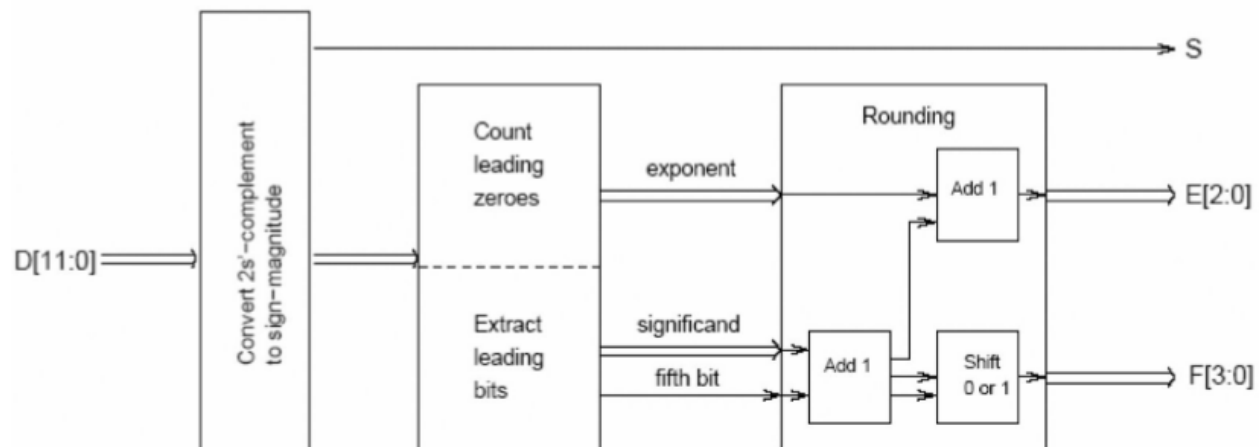 S
Rounding
Count
leading
zeroes
exponent
Add 1
E[2:0]
D[11:0]
Convert 2s'-complement
to sign-magnitude
Extract
leading
bits
significand
fifth bit
Add 1
Shift
0 or 1
F[3:0]